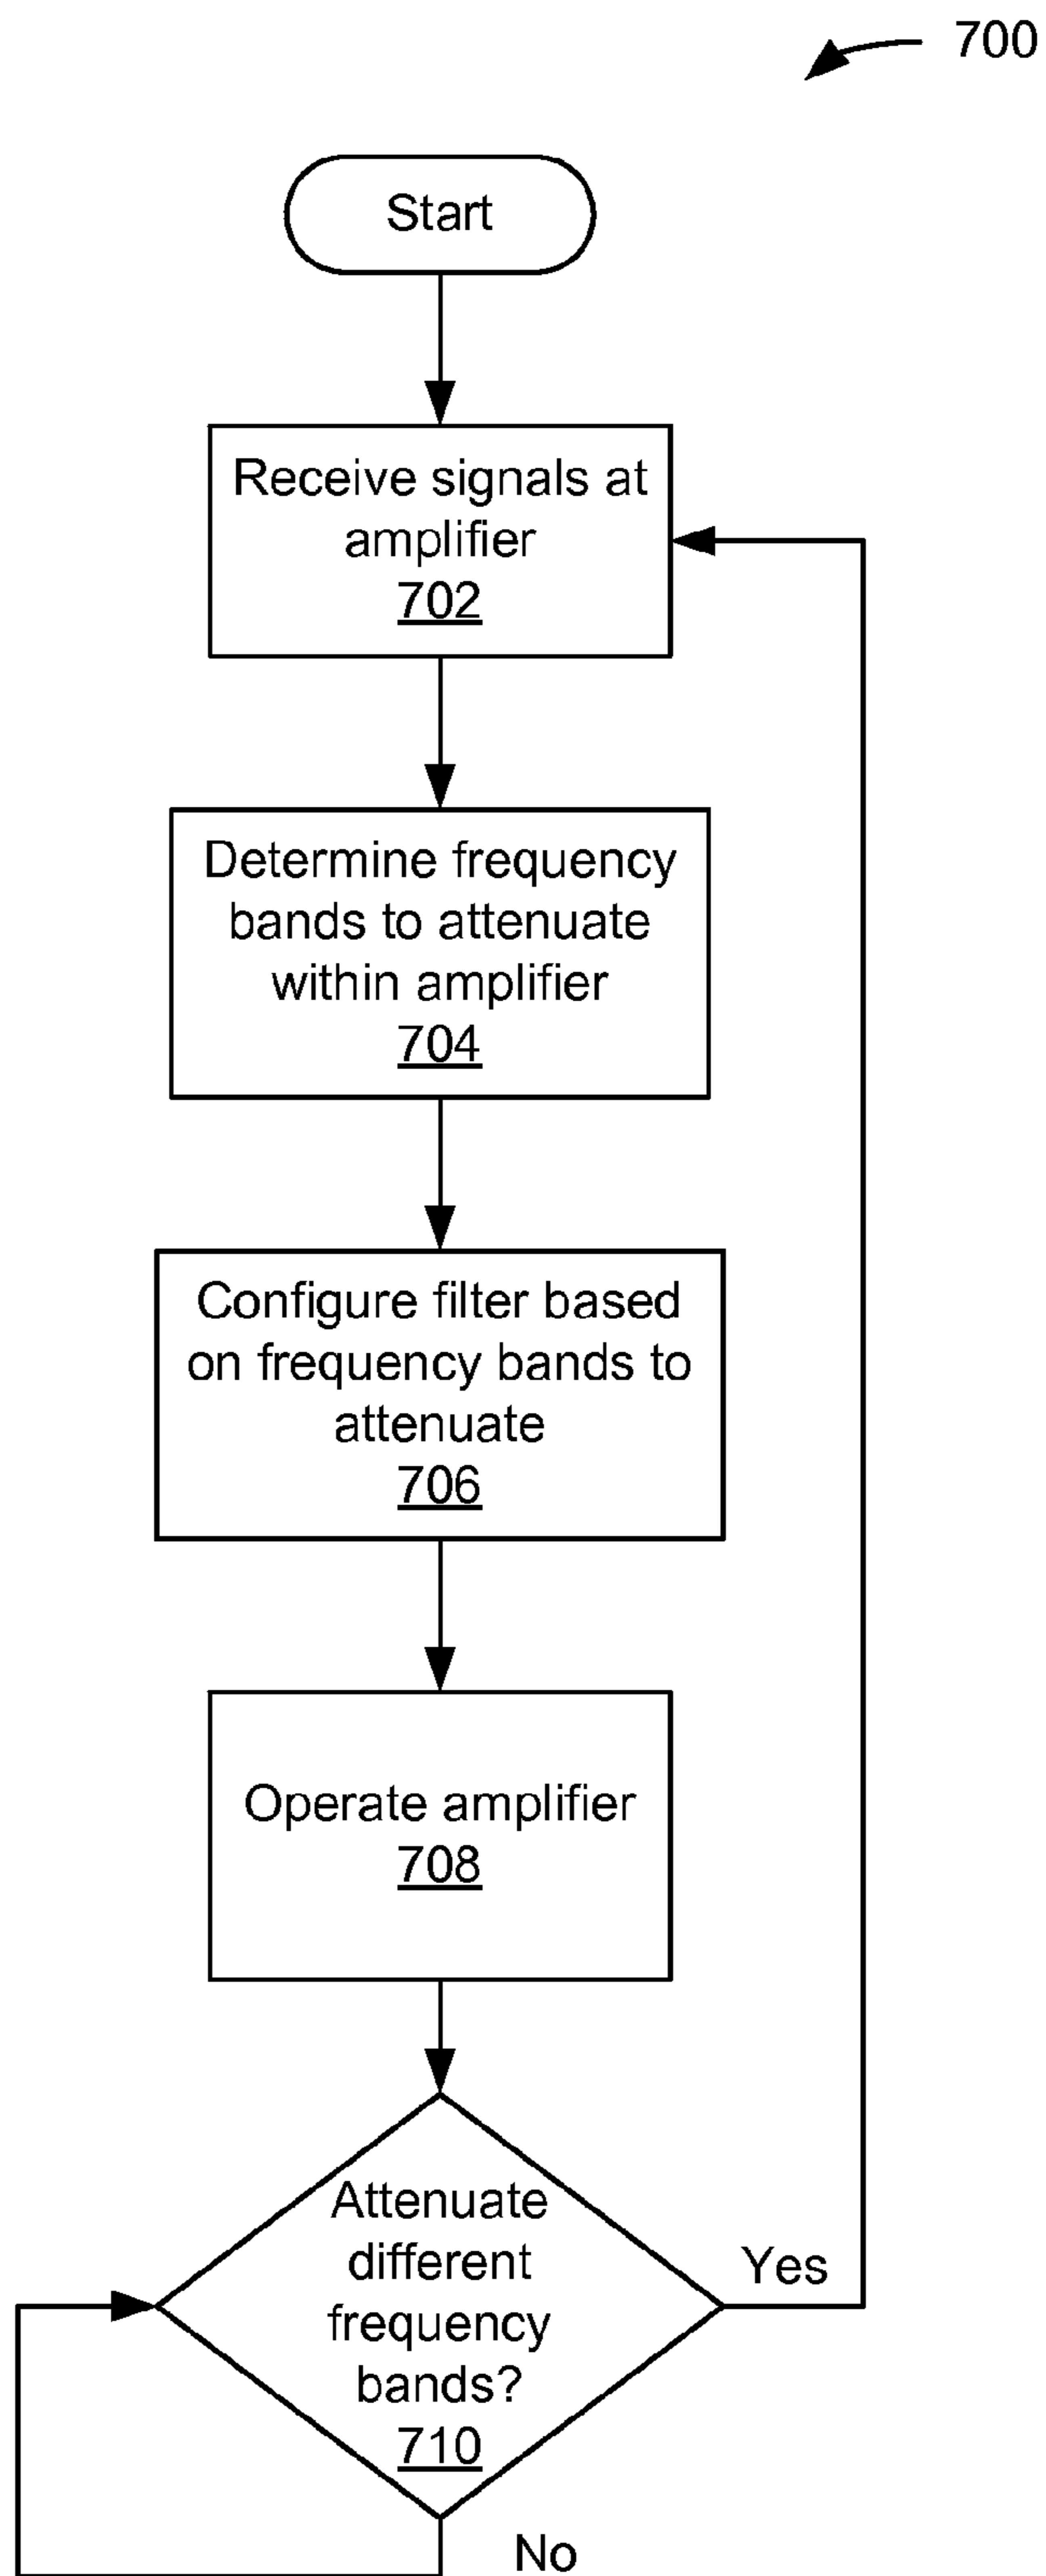 700
Start
Receive signals at
amplifier
702
Determine frequency
bands to attenuate
within amplifier
704
Configure filter based
on frequency bands to
attenuate
706
Operate amplifier
708
Attenuate
different
frequency
bands?
710
Yes
No